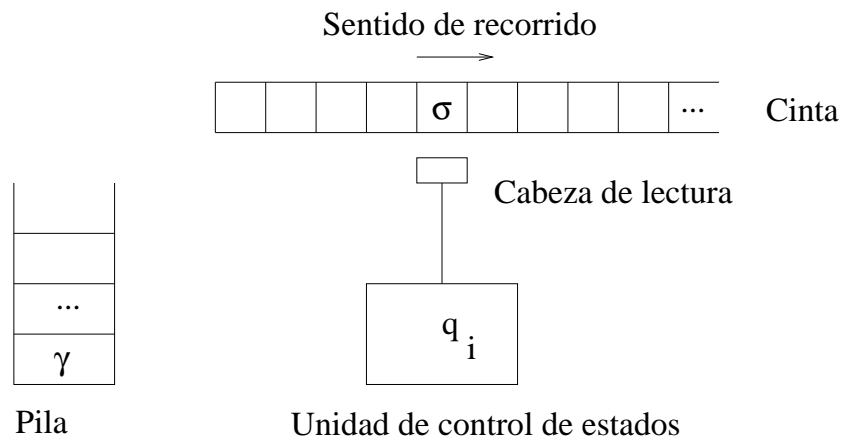 Sentido de recorrido
σ
...
Cinta
Cabeza de lectura
...
γ
q i
Pila
Unidad de control de estados